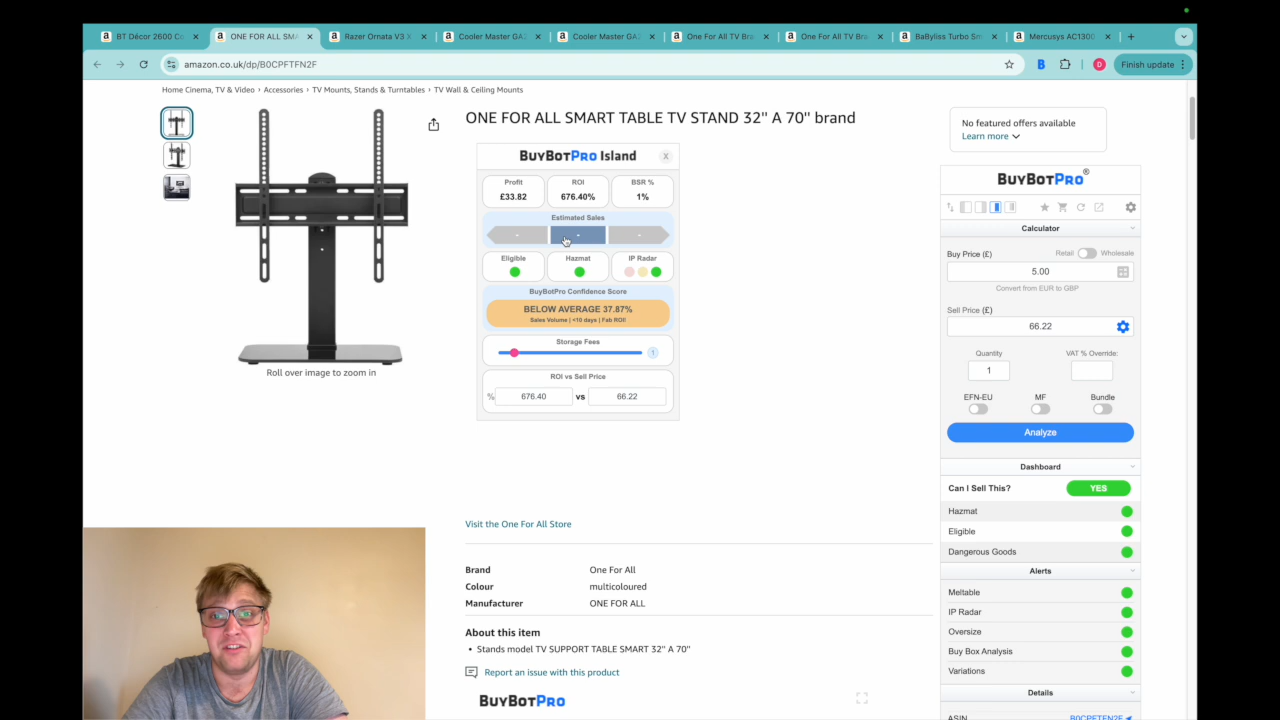 BT Décor 2600 Co
ONE FOR ALL SMA
Razer Ornata V3 X
Cooler Master GA2
Cooler Master GA2
One For All TV Bra
One For All TV Bra
BaByliss Turbo Sm
Mercusys AC1300
amazon.co.uk/dp/B0CPFTFN2F
B
D
Finish update
Home Cinema, TV & Video › Accessories › TV Mounts, Stands & Turntables › TV Wall & Ceiling Mounts
ONE FOR ALL SMART TABLE TV STAND 32'' A 70'' brand
BUYBOTPRO Island
X
Profit
£33.82
ROI
676.40%
BSR %
1%
Estimated Sales
-
-
-
Eligible
Hazmat
IP Radar
BuyBotPro Confidence Score
BELOW AVERAGE 37.87%
Sales Volume | <10 days | Fab ROI!
Storage Fees
1
ROI vs Sell Price
% 676.40 vs 66.22
Roll over image to zoom in
Visit the One For All Store
Brand One For All
Colour multicoloured
Manufacturer ONE FOR ALL
About this item
• Stands model TV SUPPORT TABLE SMART 32'' A 70''
Report an issue with this product
BUYBOTPRO
No featured offers available
Learn more
BUYBOTPRO®
Calculator
Buy Price (£)
Retail
Wholesale
5.00
Convert from EUR to GBP
Sell Price (£)
66.22
Quantity
VAT % Override:
1
EFN-EU
MF
Bundle
Analyze
Dashboard
Can I Sell This? YES
Hazmat
Eligible
Dangerous Goods
Alerts
Meltable
IP Radar
Oversize
Buy Box Analysis
Variations
Details
ASIN B0CPFTFN2F